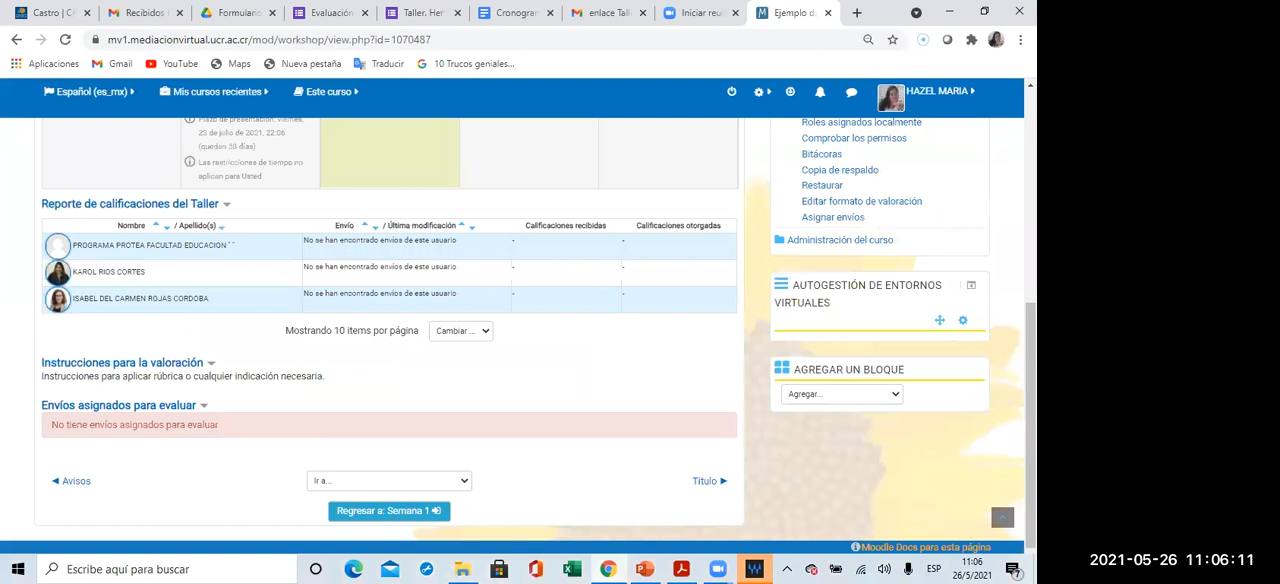 Castro | C
Recibidos
Formulario
Evaluación
Taller. Her
Cronogram
enlace Tall
Iniciar reu
Ejemplo d
mv1.mediacionvirtual.ucr.ac.cr/mod/workshop/view.php?id=1070487
Aplicaciones
Gmail
YouTube
Maps
Nueva pestaña
Traducir
10 Trucos geniales...
Español (es_mx)
Mis cursos recientes
Este curso
HAZEL MARIA
Plazo de presentación: viernes,
23 de julio de 2021, 22:06
(quedan 58 días)
Las restricciones de tiempo no
aplican para Usted
Reporte de calificaciones del Taller
Nombre / Apellido(s) Envío / Última modificación Calificaciones recibidas Calificaciones otorgadas
PROGRAMA PROTEA FACULTAD EDUCACION ¨¨ No se han encontrado envíos de este usuario - -
KAROL RIOS CORTES No se han encontrado envíos de este usuario - -
ISABEL DEL CARMEN ROJAS CORDOBA No se han encontrado envíos de este usuario - -
Mostrando 10 items por página Cambiar ...
Instrucciones para la valoración
Instrucciones para aplicar rúbrica o cualquier indicación necesaria.
Envíos asignados para evaluar
No tiene envíos asignados para evaluar
◄ Avisos
Ir a...
Titulo ►
Regresar a: Semana 1
Roles asignados localmente
Comprobar los permisos
Bitácoras
Copia de respaldo
Restaurar
Editar formato de valoración
Asignar envíos
Administración del curso
AUTOGESTIÓN DE ENTORNOS
VIRTUALES
AGREGAR UN BLOQUE
Agregar...
Moodle Docs para esta página
Escribe aquí para buscar
ESP
11:06
26/5/2021
7
2021-05-26 11:06:11